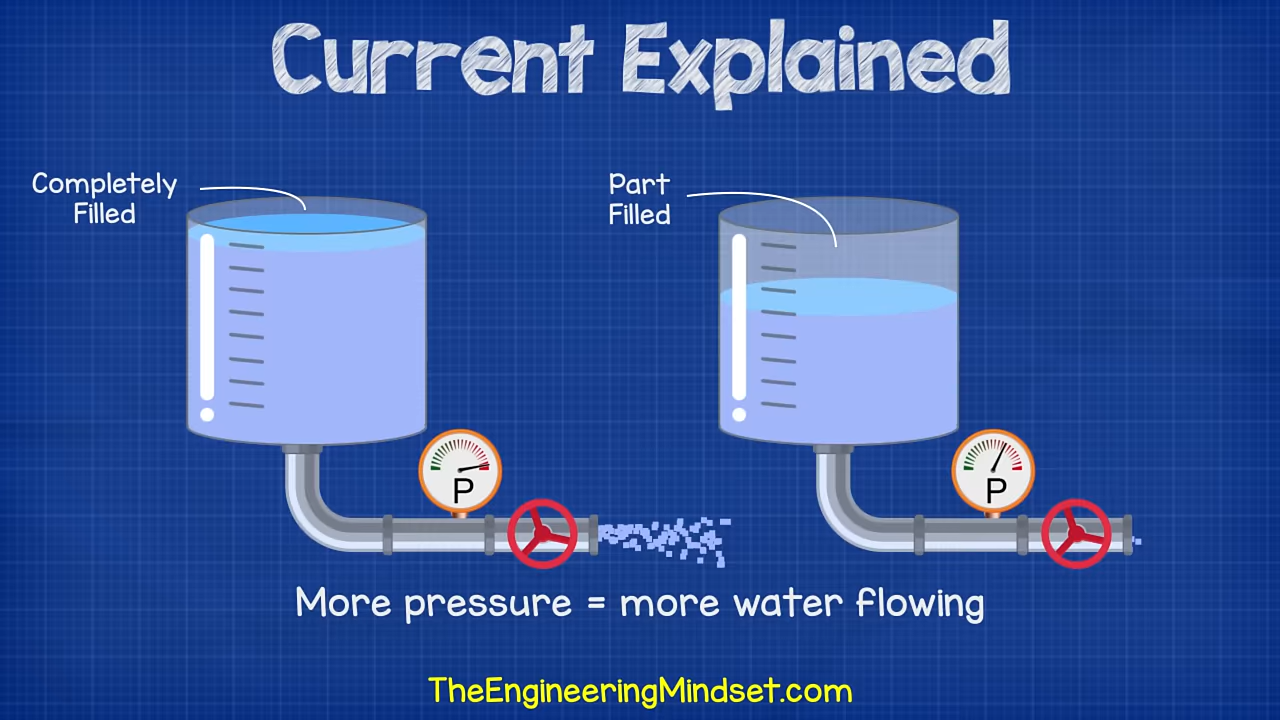 Current Explained
Completely
Filled
Part
Filled
P
P
More pressure = more water flowing
TheEngineeringMindset.com